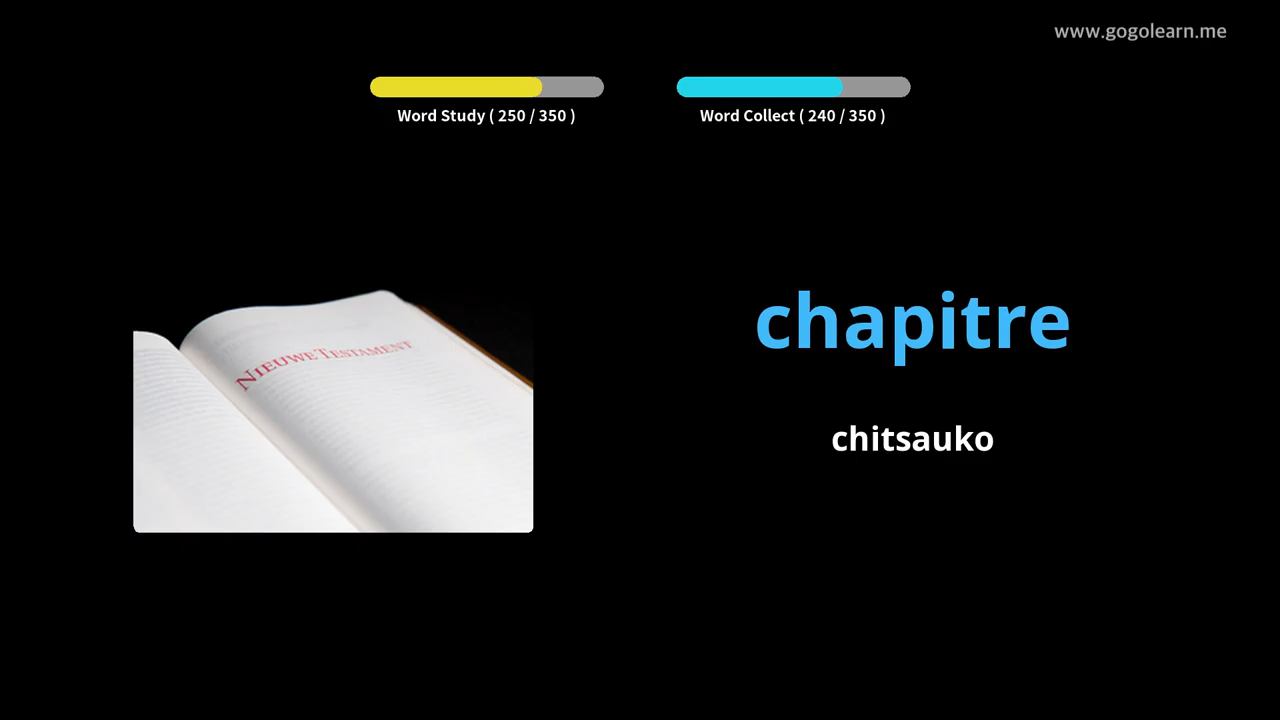 www.gogolearn.me
Word Study ( 250 / 350 )
Word Collect ( 240 / 350 )
NIEUWE TESTAMENT
chapitre
chitsauko